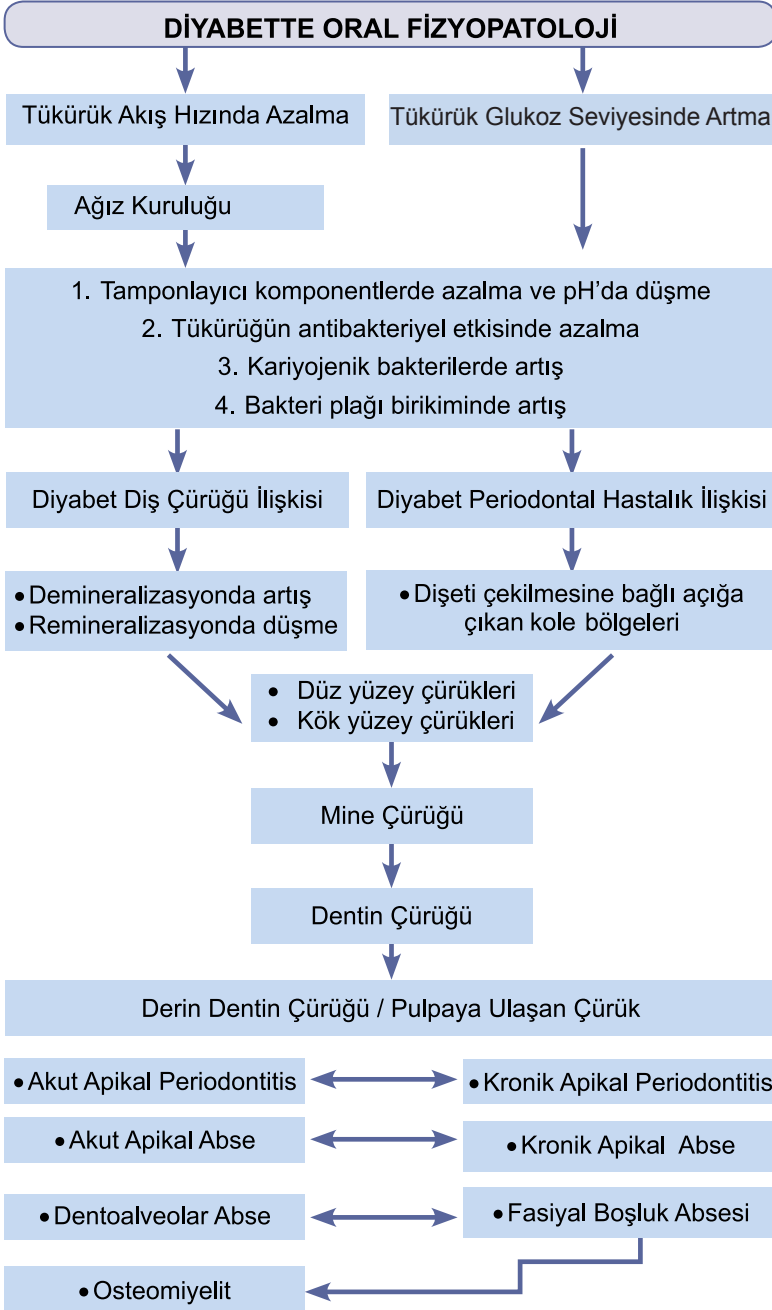 DİYABETTE ORAL FİZYOPATOLOJİ
Tükürük Akış Hızında Azalma
Tükürük Glukoz Seviyesinde Artma
Ağız Kuruluğu
1. Tamponlayıcı komponentlerde azalma ve pH’da düşme
2. Tükürüğün antibakteriyel etkisinde azalma
3. Kariyojenik bakterilerde artış
4. Bakteri plağı birikiminde artış
Diyabet Diş Çürüğü İlişkisi
Diyabet Periodontal Hastalık İlişkisi
• Demineralizasyonda artış
• Remineralizasyonda düşme
• Dişeti çekilmesine bağlı açığa
çıkan kole bölgeleri
• Düz yüzey çürükleri
• Kök yüzey çürükleri
Mine Çürüğü
Dentin Çürüğü
Derin Dentin Çürüğü / Pulpaya Ulaşan Çürük
• Akut Apikal Periodontitis
• Kronik Apikal Periodontitis
• Akut Apikal Abse
• Kronik Apikal Abse
• Dentoalveolar Abse
• Fasiyal Boşluk Absesi
• Osteomiyelit